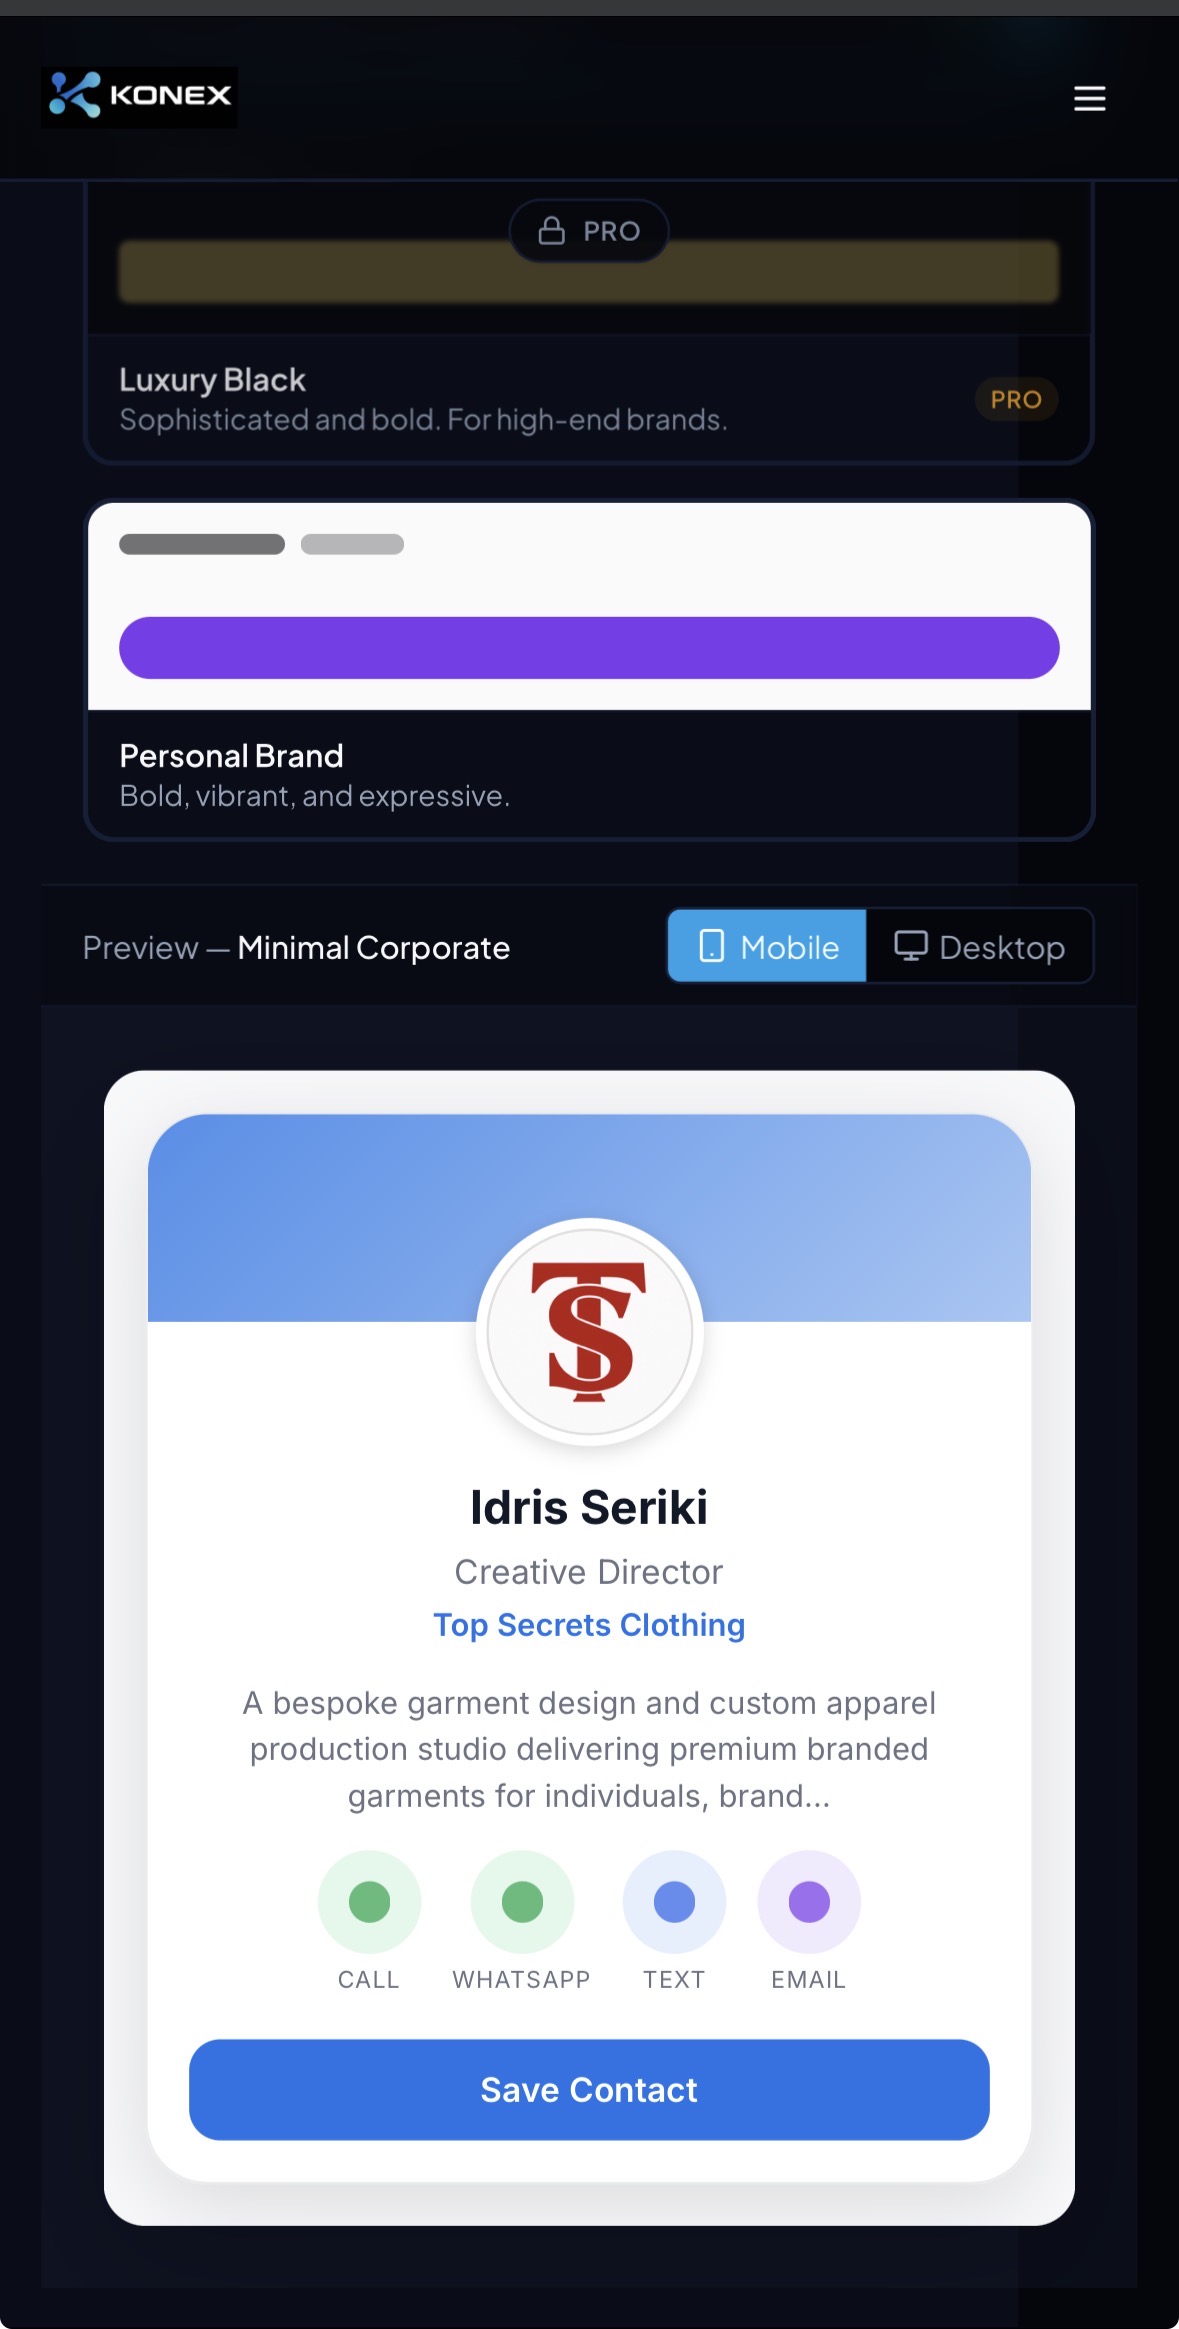 KONEX
PRO
Luxury Black
Sophisticated and bold. For high-end brands.
PRO
Personal Brand
Bold, vibrant, and expressive.
Preview — Minimal Corporate
Mobile
Desktop
TS
Idris Seriki
Creative Director
Top Secrets Clothing
A bespoke garment design and custom apparel
production studio delivering premium branded
garments for individuals, brand...
CALL
WHATSAPP
TEXT
EMAIL
Save Contact